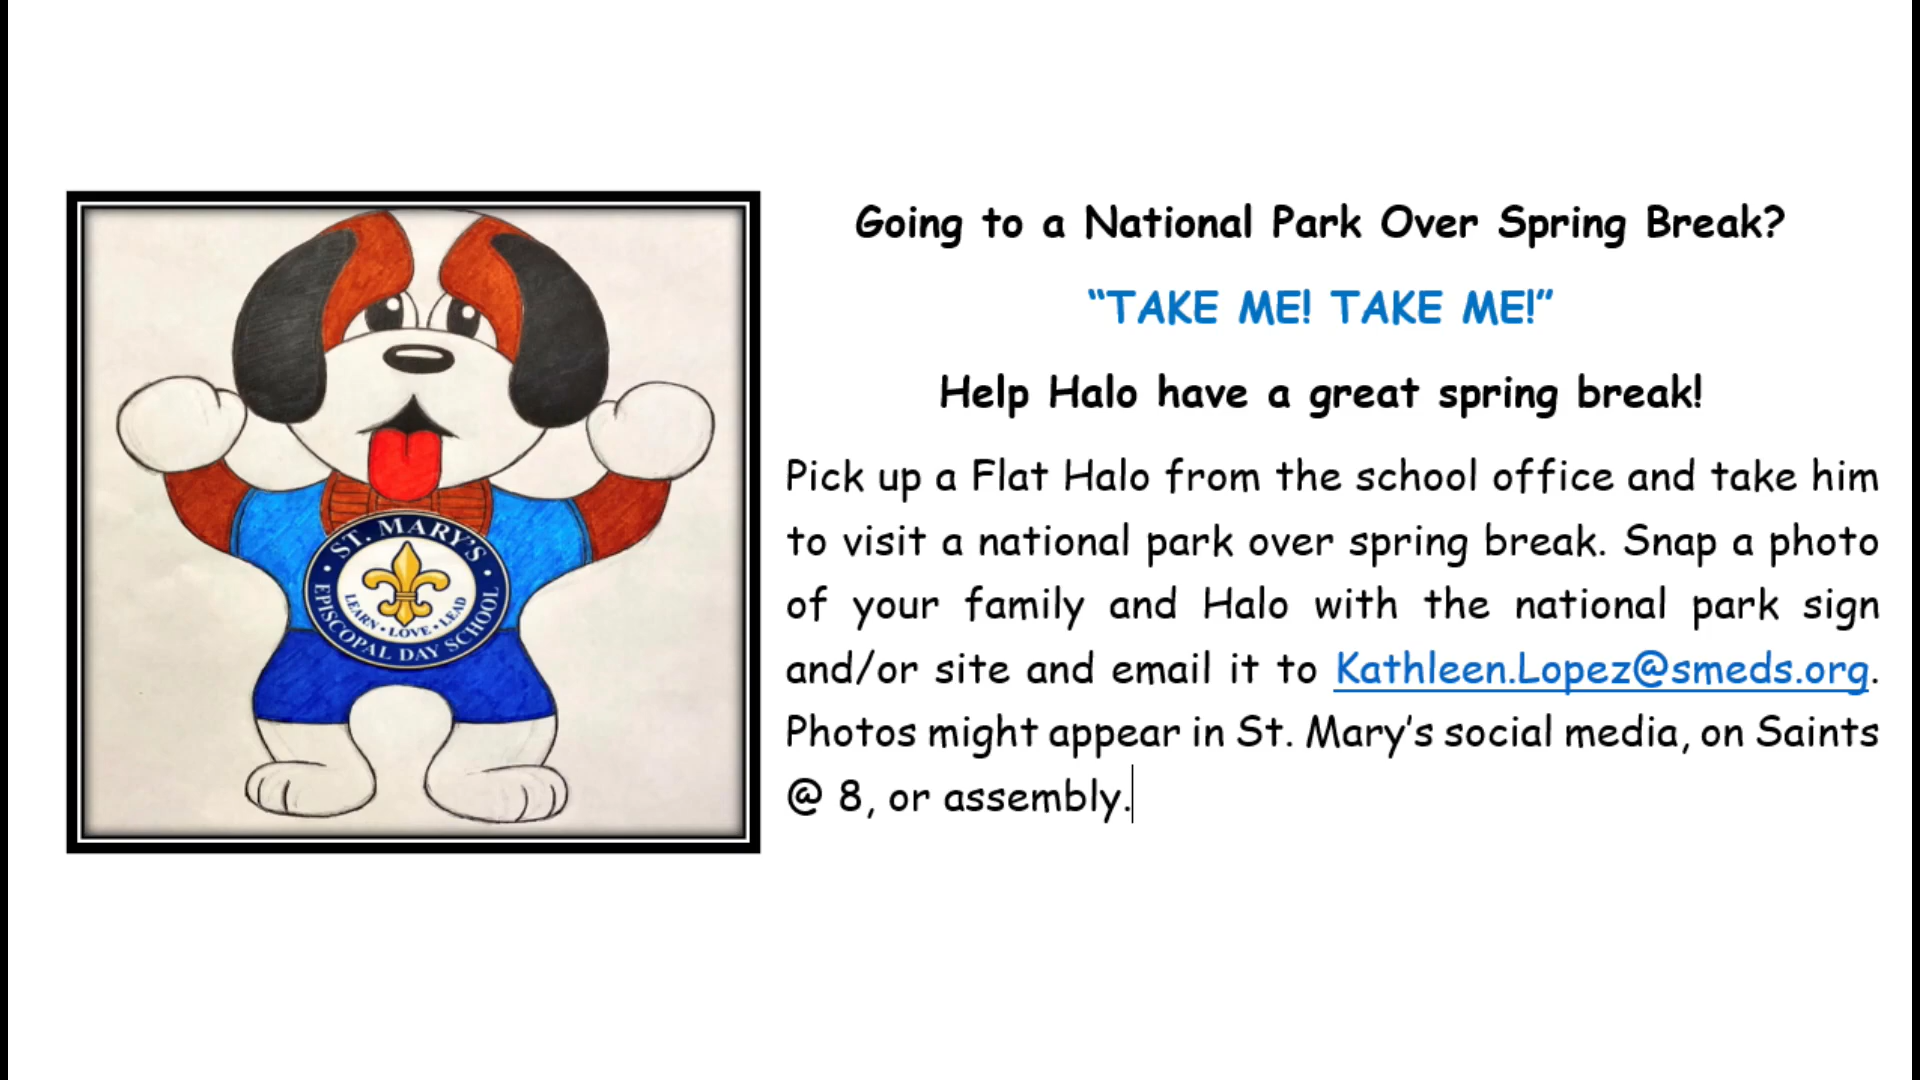 Going to a National Park Over Spring Break?
“TAKE ME! TAKE ME!”
Help Halo have a great spring break!
Pick up a Flat Halo from the school office and take him
to visit a national park over spring break. Snap a photo
of your family and Halo with the national park sign
and/or site and email it to Kathleen.Lopez@smeds.org.
Photos might appear in St. Mary’s social media, on Saints
@ 8, or assembly.
ST. MARY'S
LEARN • LOVE • LEAD
EPISCOPAL DAY SCHOOL